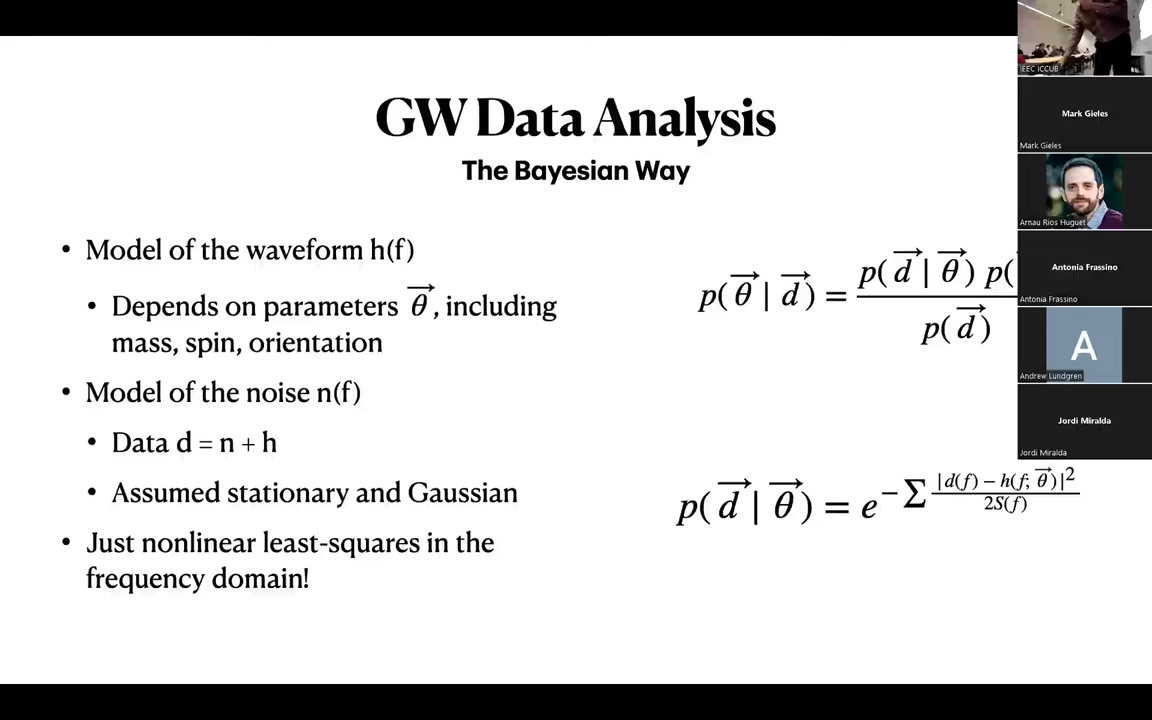 GW Data Analysis
The Bayesian Way
• Model of the waveform h(f)
• Depends on parameters θ⃗, including
mass, spin, orientation
• Model of the noise n(f)
• Data d = n + h
• Assumed stationary and Gaussian
• Just nonlinear least-squares in the
frequency domain!
p(θ⃗ | d⃗) = p(d⃗ | θ⃗) p(
p(d⃗)
p(d⃗ | θ⃗) = e^{−∑ |d(f) − h(f; θ⃗)|² / 2S(f)}
IEEC ICCUB
Mark Gieles
Mark Gieles
Arnau Rios Huguet
Antonia Frassino
Antonia Frassino
A
Andrew Lundgren
Jordi Miralda
Jordi Miralda